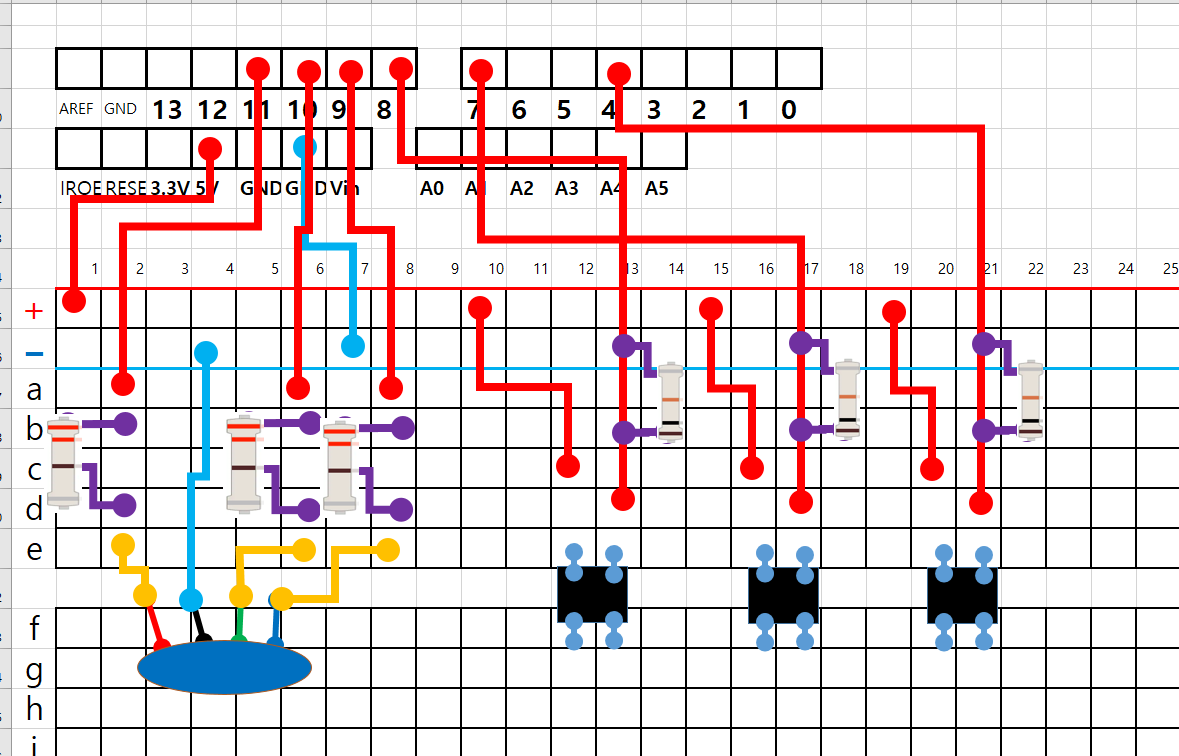 AREF GND 13 12 11 10 9 8 7 6 5 4 3 2 1 0
IROE RESE 3.3V 5V GND GND Vin A0 A1 A2 A3 A4 A5
1 2 3 4 5 6 7 8 9 10 11 12 13 14 15 16 17 18 19 20 21 22 23 24 25
+
−
a
b
c
d
e
f
g
h
i